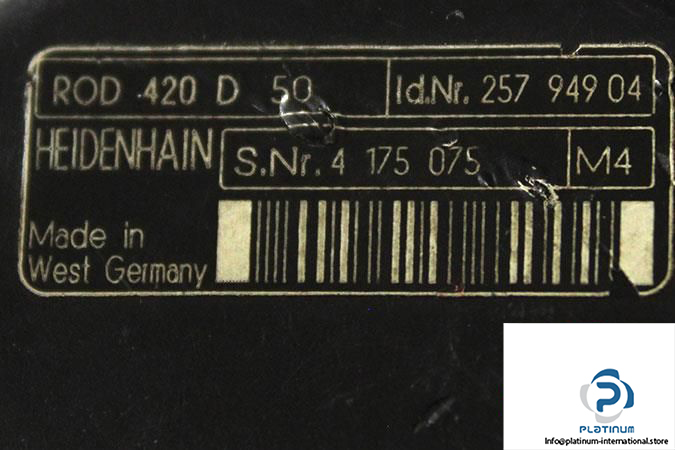 ROD 420 D 50 Id.Nr. 257 949 04
HEIDENHAIN S.Nr. 4 175 075 M4
Made in
West Germany
PLATINUM
Info@platinum-international.store